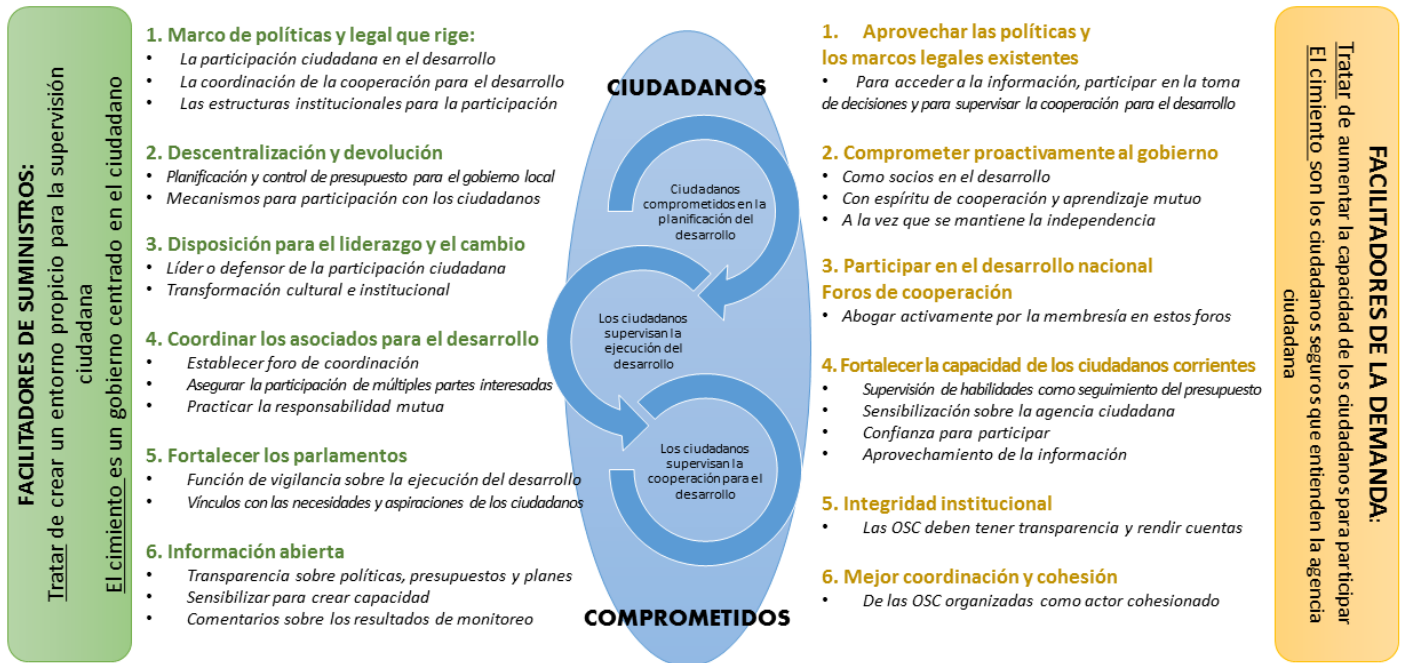 FACILITADORES DE SUMINISTROS:
Tratar de crear un entorno propicio para la supervisión
ciudadana
El cimiento es un gobierno centrado en el ciudadano
1. Marco de políticas y legal que rige:
• La participación ciudadana en el desarrollo
• La coordinación de la cooperación para el desarrollo
• Las estructuras institucionales para la participación
2. Descentralización y devolución
• Planificación y control de presupuesto para el gobierno local
• Mecanismos para participación con los ciudadanos
3. Disposición para el liderazgo y el cambio
• Líder o defensor de la participación ciudadana
• Transformación cultural e institucional
4. Coordinar los asociados para el desarrollo
• Establecer foro de coordinación
• Asegurar la participación de múltiples partes interesadas
• Practicar la responsabilidad mutua
5. Fortalecer los parlamentos
• Función de vigilancia sobre la ejecución del desarrollo
• Vínculos con las necesidades y aspiraciones de los ciudadanos
6. Información abierta
• Transparencia sobre políticas, presupuestos y planes
• Sensibilizar para crear capacidad
• Comentarios sobre los resultados de monitoreo
CIUDADANOS
Ciudadanos
comprometidos en la
planificación del
desarrollo
Los ciudadanos
supervisan la
ejecución del
desarrollo
Los ciudadanos
supervisan la
cooperación para el
desarrollo
COMPROMETIDOS
1. Aprovechar las políticas y
los marcos legales existentes
• Para acceder a la información, participar en la toma
de decisiones y para supervisar la cooperación para el desarrollo
2. Comprometer proactivamente al gobierno
• Como socios en el desarrollo
• Con espíritu de cooperación y aprendizaje mutuo
• A la vez que se mantiene la independencia
3. Participar en el desarrollo nacional
Foros de cooperación
• Abogar activamente por la membresía en estos foros
4. Fortalecer la capacidad de los ciudadanos corrientes
• Supervisión de habilidades como seguimiento del presupuesto
• Sensibilización sobre la agencia ciudadana
• Confianza para participar
• Aprovechamiento de la información
5. Integridad institucional
• Las OSC deben tener transparencia y rendir cuentas
6. Mejor coordinación y cohesión
• De las OSC organizadas como actor cohesionado
FACILITADORES DE LA DEMANDA:
Tratar de aumentar la capacidad de los ciudadanos para participar
El cimiento son los ciudadanos seguros que entienden la agencia
ciudadana